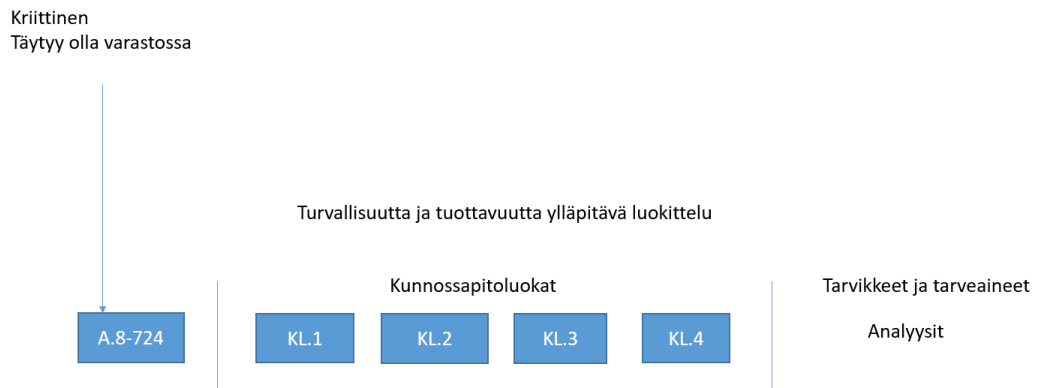 Kriittinen
Täytyy olla varastossa
Turvallisuutta ja tuottavuutta ylläpitävä luokittelu
Kunnossapitoluokat
Tarvikkeet ja tarveaineet
A.8-724
KL.1
KL.2
KL.3
KL.4
Analyysit